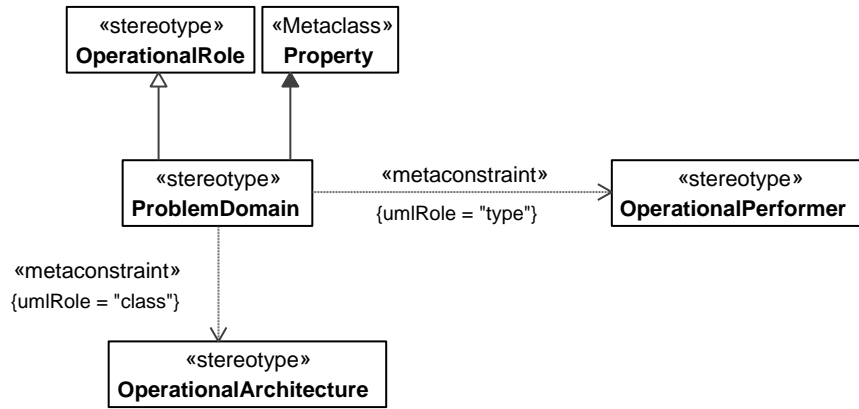 «stereotype»
OperationalRole
«Metaclass»
Property
«stereotype»
ProblemDomain
«metaconstraint»
{umlRole = "type"}
«stereotype»
OperationalPerformer
«metaconstraint»
{umlRole = "class"}
«stereotype»
OperationalArchitecture